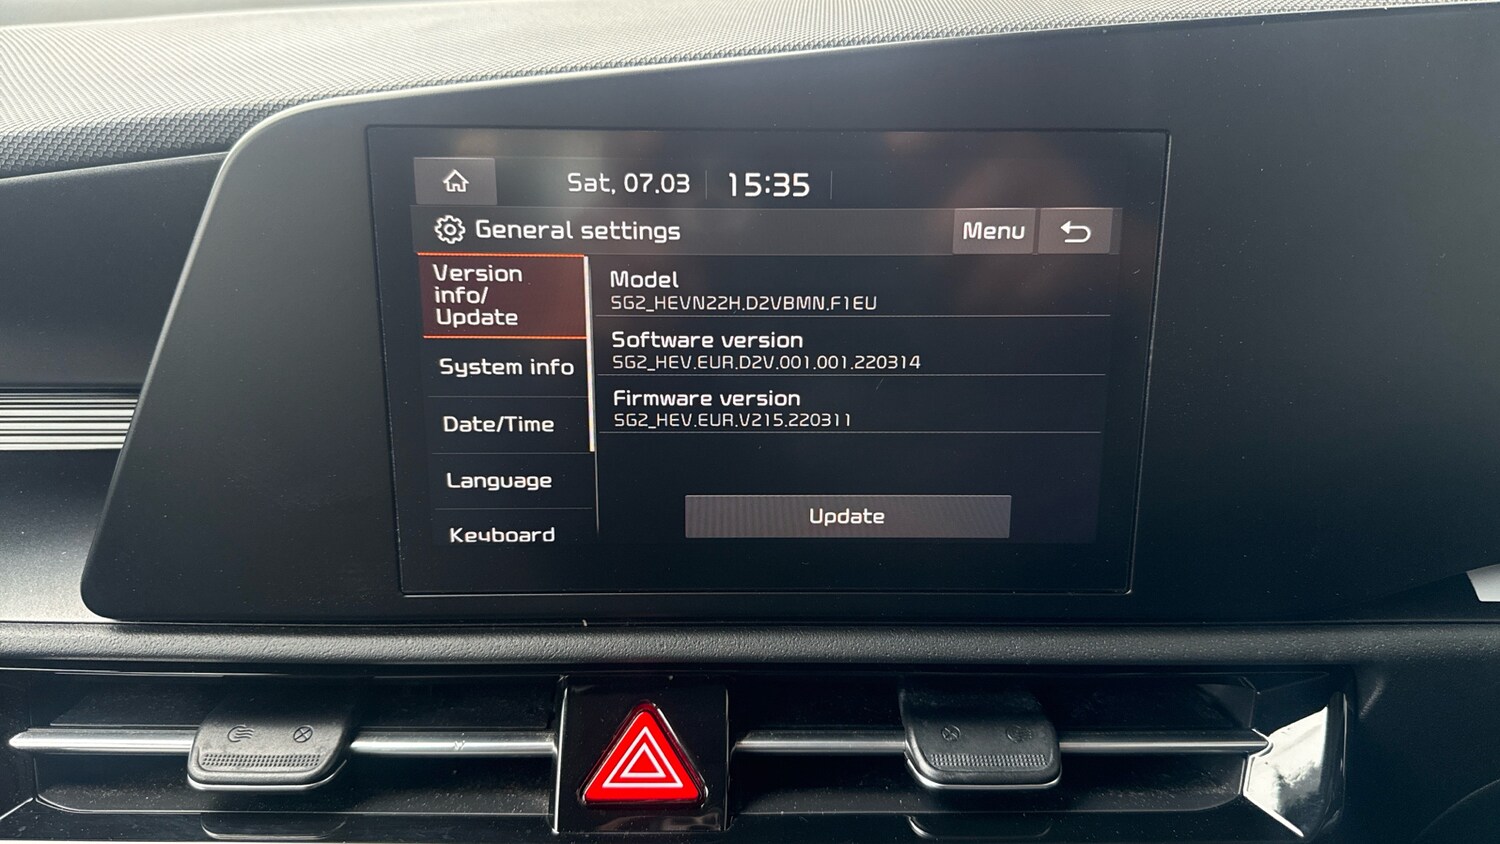 Sat, 07.03 15:35
General settings Menu
Version
info/
Update
System info
Date/Time
Language
Keyboard
Model
SG2_HEVN22H.D2VBMN.F1EU
Software version
SG2_HEV.EUR.D2V.001.001.220314
Firmware version
SG2_HEV.EUR.V215.220311
Update